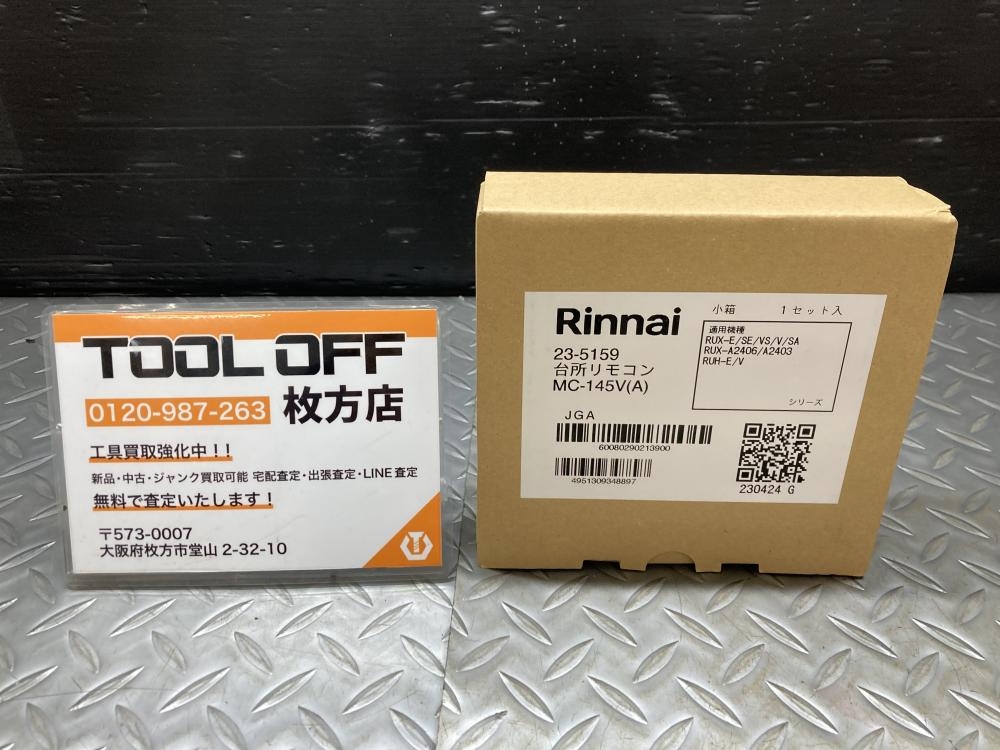 TOOL OFF
0120-987-263 枚方店
工具買取強化中!!
新品・中古・ジャンク買取可能 宅配査定・出張査定・LINE査定
無料で査定いたします!
〒573-0007
大阪府枚方市堂山 2-32-10
Rinnai
小箱 1セット入
23-5159
台所リモコン
MC-145V(A)
適用機種
RUX-E/SE/VS/V/SA
RUX-A2406/A2403
RUH-E/V
シリーズ
JGA
60080290213900
4951309348897
230424 G